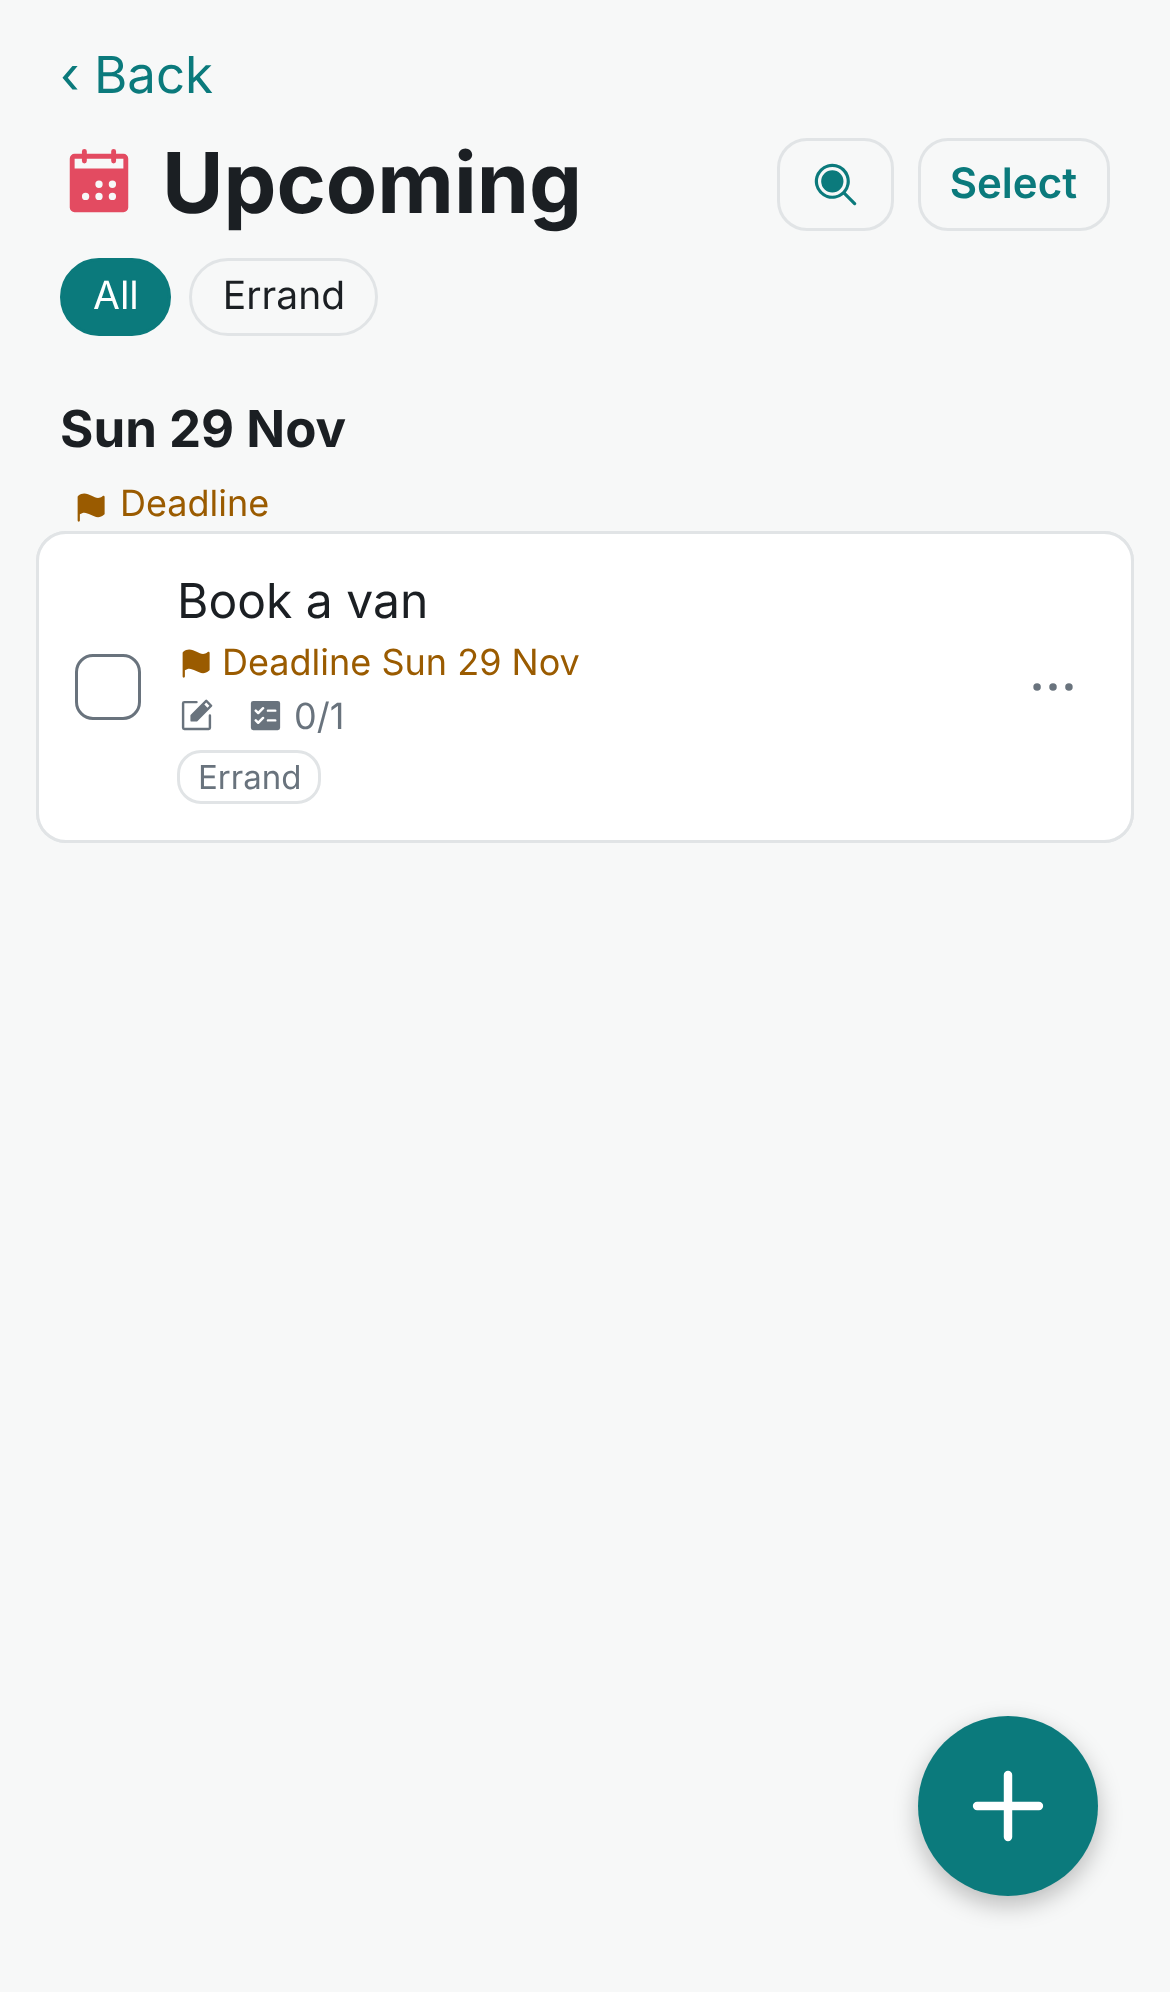 ‹ Back
Upcoming
Select
All
Errand
Sun 29 Nov
Deadline
Book a van
Deadline Sun 29 Nov
0/1
Errand